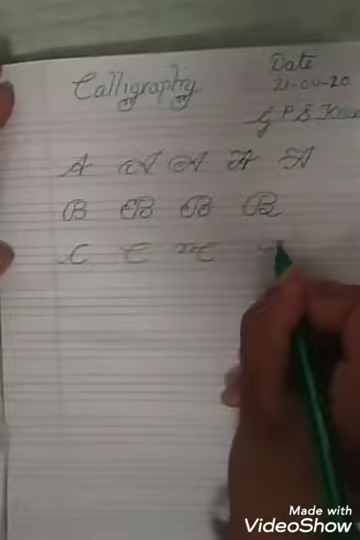 Calligraphy
Date
21-04-20
G P S
A A A A A
B B B B
C C C
Made with
VideoShow